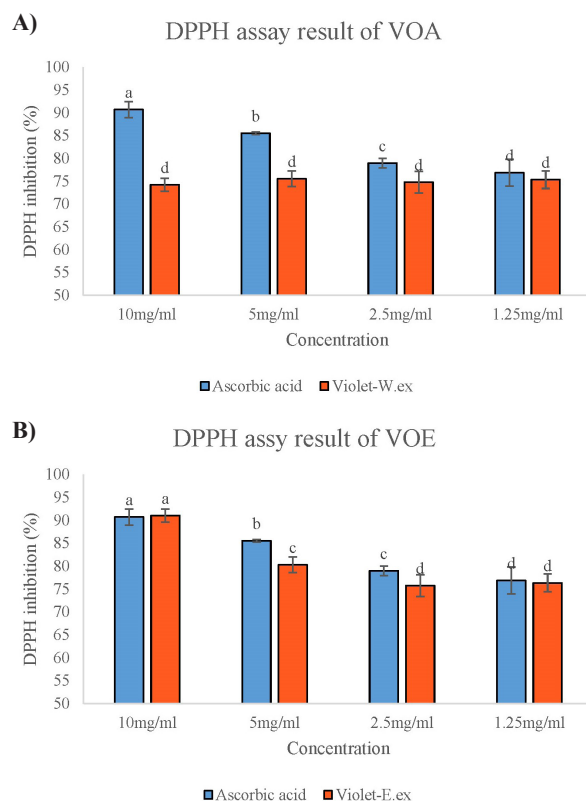 A)
DPPH assay result of VOA
DPPH inhibition (%)
100
95
90
85
80
75
70
65
60
55
50
a
d
b
d
c
d
d
d
10mg/ml
5mg/ml
2.5mg/ml
1.25mg/ml
Concentration
Ascorbic acid
Violet-W.ex
B)
DPPH assy result of VOE
DPPH inhibition (%)
100
95
90
85
80
75
70
65
60
55
50
a
a
b
c
c
d
d
d
10mg/ml
5mg/ml
2.5mg/ml
1.25mg/ml
Concentration
Ascorbic acid
Violet-E.ex